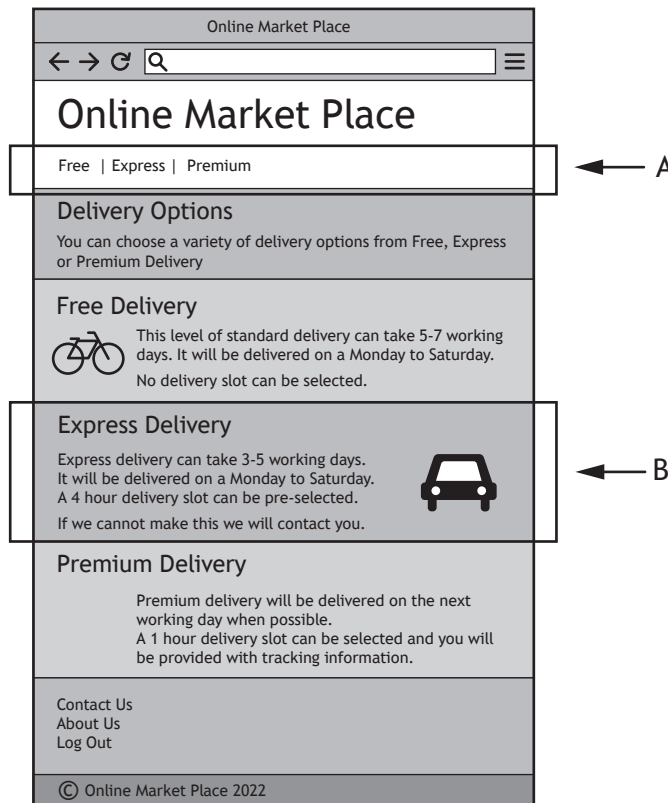 Online Market Place
Online Market Place
Free | Express | Premium
A
Delivery Options
You can choose a variety of delivery options from Free, Express
or Premium Delivery
Free Delivery
This level of standard delivery can take 5-7 working
days. It will be delivered on a Monday to Saturday.
No delivery slot can be selected.
Express Delivery
Express delivery can take 3-5 working days.
It will be delivered on a Monday to Saturday.
A 4 hour delivery slot can be pre-selected.
If we cannot make this we will contact you.
B
Premium Delivery
Premium delivery will be delivered on the next
working day when possible.
A 1 hour delivery slot can be selected and you will
be provided with tracking information.
Contact Us
About Us
Log Out
© Online Market Place 2022